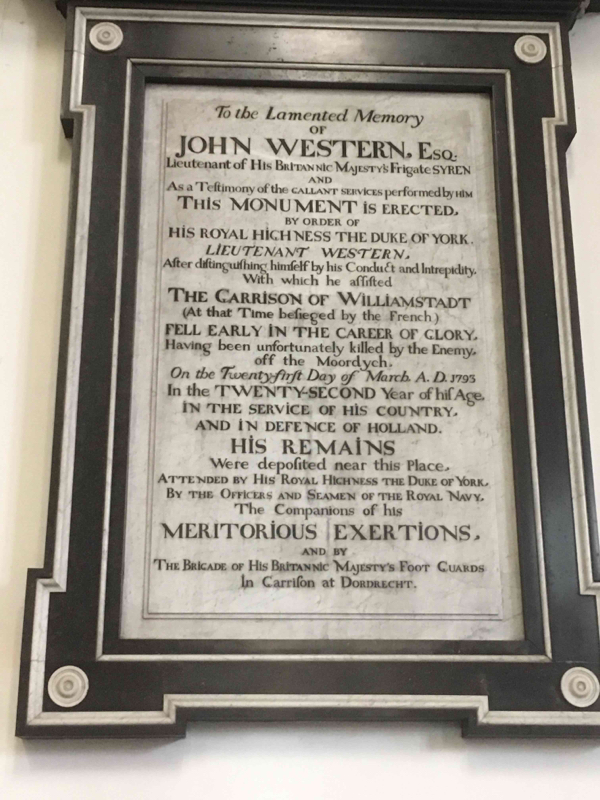 To the Lamented Memory
OF
JOHN WESTERN, ESQ:
Lieutenant of HIS BRITANNIC MAJESTY'S Frigate SYREN
AND
As a Teſtimony of the GALLANT SERVICES performed by HIM
THIS MONUMENT IS ERECTED,
BY ORDER OF
HIS ROYAL HIGHNESS THE DUKE OF YORK.
LIEUTENANT WESTERN,
After diſtinguiſhing himſelf by his Conduct and Intrepidity,
With which he aſſiſted
THE GARRISON OF WILLIAMSTADT
(At that Time beſieged by the French)
FELL EARLY IN THE CAREER OF GLORY,
Having been unfortunately killed by the Enemy,
off the Moordych,
On the Twenty-firſt Day of March, A. D. 1793
In the TWENTY-SECOND Year of hiſ Age,
IN THE SERVICE OF HIS COUNTRY,
AND IN DEFENCE OF HOLLAND.
HIS REMAINS
Were depoſited near this Place,
ATTENDED BY HIS ROYAL HIGHNESS THE DUKE OF YORK,
BY THE OFFICERS AND SEAMEN OF THE ROYAL NAVY,
The Companions of his
MERITORIOUS EXERTIONS,
AND BY
THE BRIGADE OF HIS BRITANNIC MAJESTY'S FOOT GUARDS
In Garriſon at DORDRECHT.